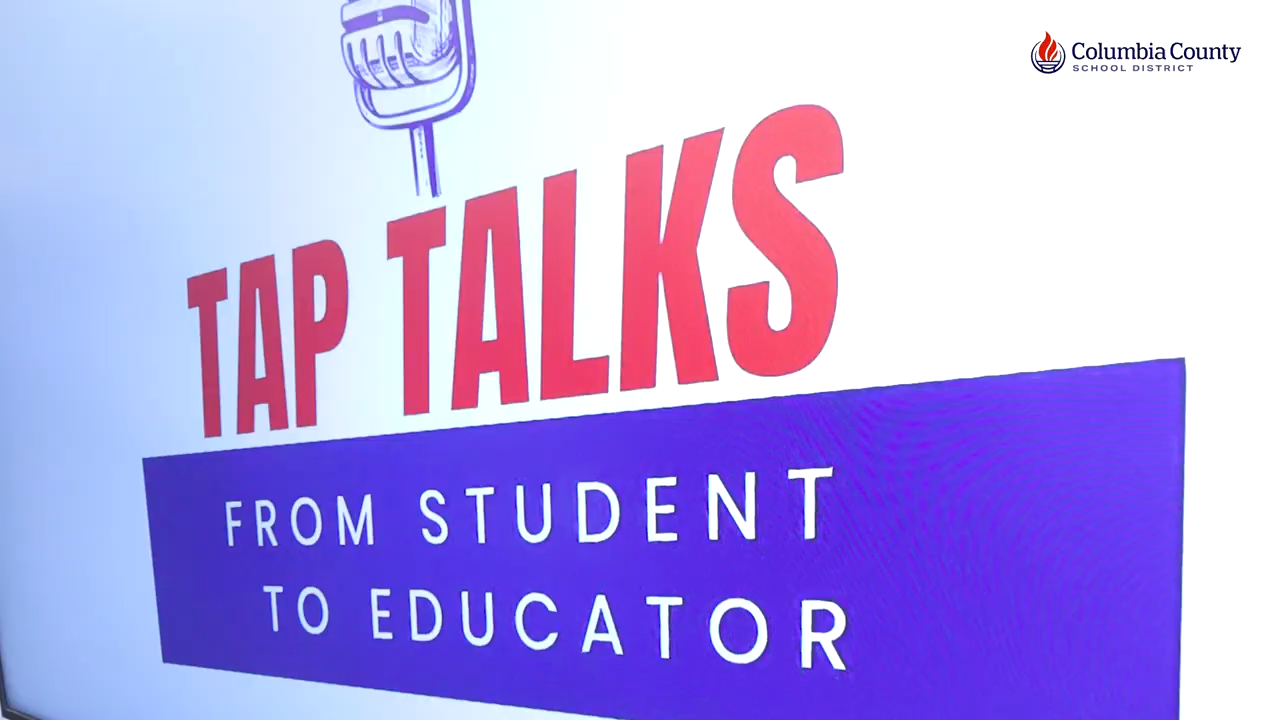 Columbia County
SCHOOL DISTRICT
TAP TALKS
FROM STUDENT
TO EDUCATOR